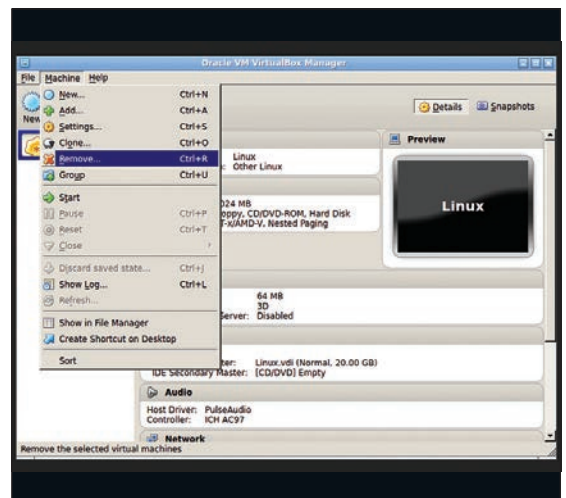 Oracle VM VirtualBox Manager
File Machine Help
New
New... Ctrl+N
Add... Ctrl+A
Settings... Ctrl+S
Clone... Ctrl+O
Remove... Ctrl+R
Group Ctrl+U
Start
Pause Ctrl+P
Reset Ctrl+T
Close
Discard saved state... Ctrl+J
Show Log... Ctrl+L
Refresh...
Show in File Manager
Create Shortcut on Desktop
Sort
Details Snapshots
Preview
Linux
Linux
Other Linux
024 MB
oppy, CD/DVD-ROM, Hard Disk
T-x/AMD-V, Nested Paging
64 MB
3D
Server: Disabled
ter: Linux.vdi (Normal, 20.00 GB)
IDE Secondary Master: [CD/DVD] Empty
Audio
Host Driver: PulseAudio
Controller: ICH AC97
Network
Remove the selected virtual machines